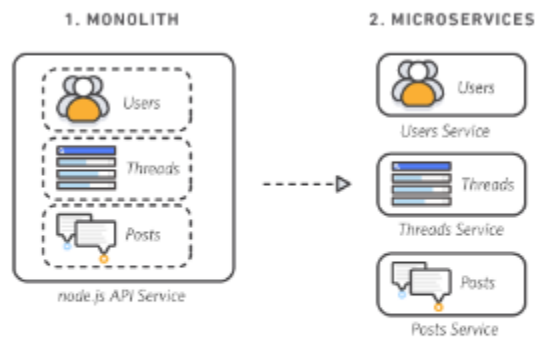 1. MONOLITH
Users
Threads
Posts
node.js API Service
2. MICROSERVICES
Users
Users Service
Threads
Threads Service
Posts
Posts Service